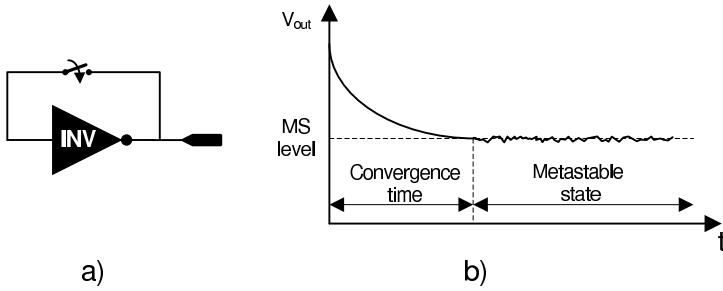 INV
a)
Vout
MS
level
Convergence
time
Metastable
state
t
b)